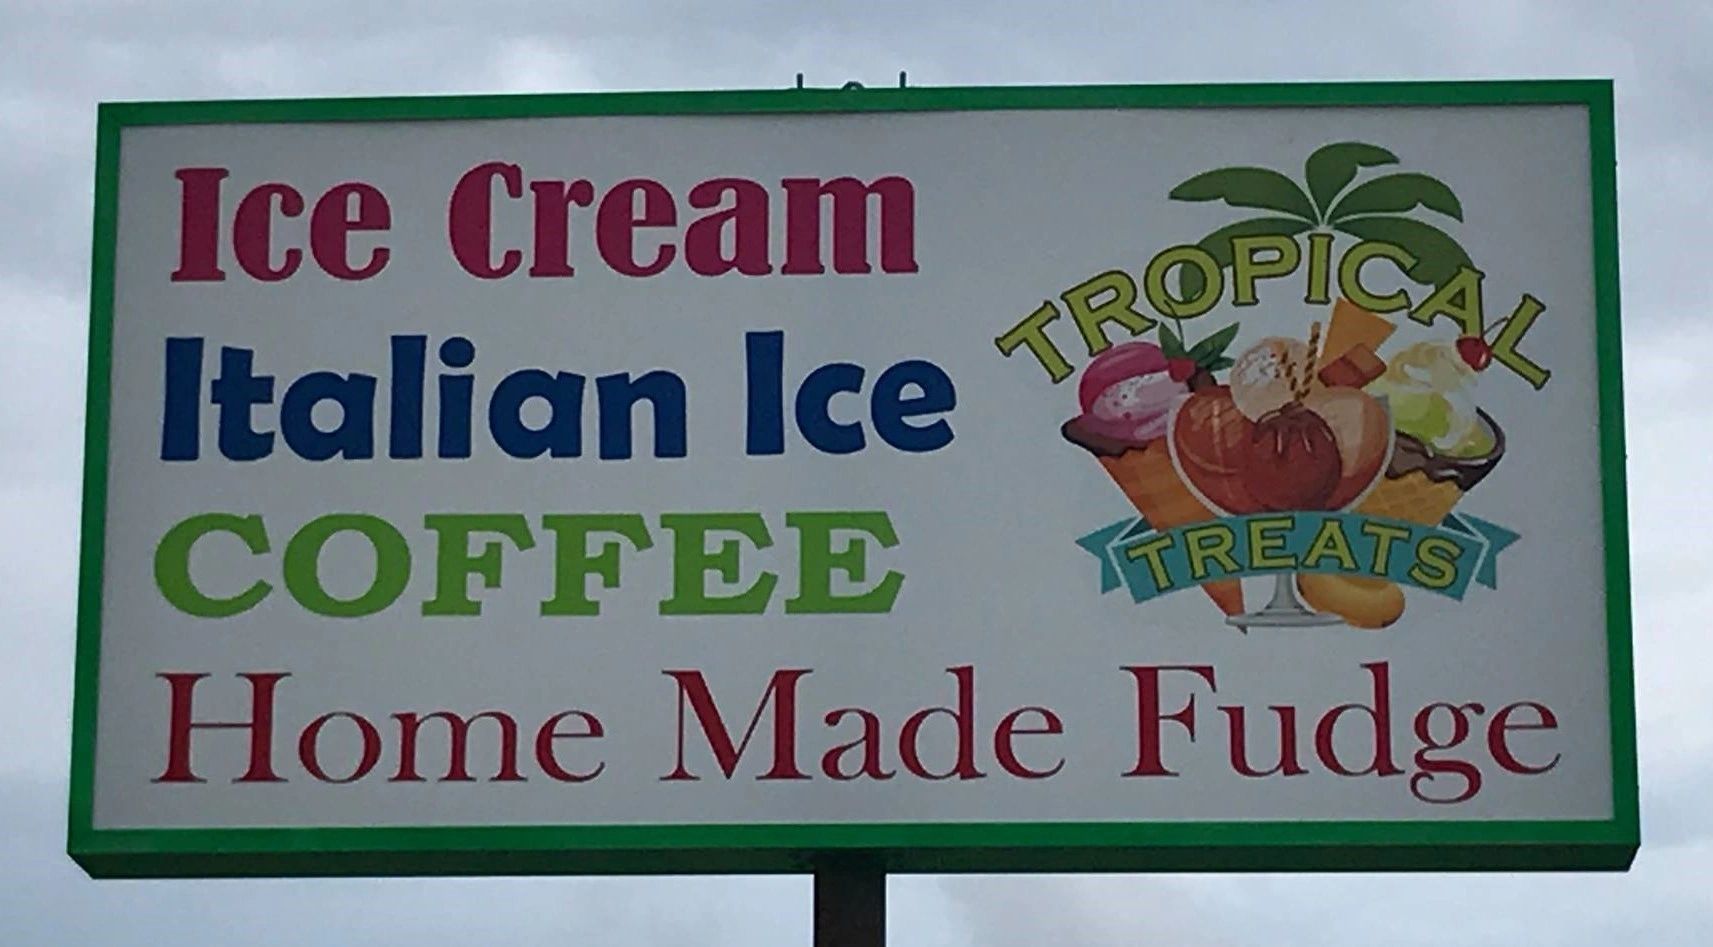 Ice Cream
Italian Ice
COFFEE
Home Made Fudge
TROPICAL
TREATS